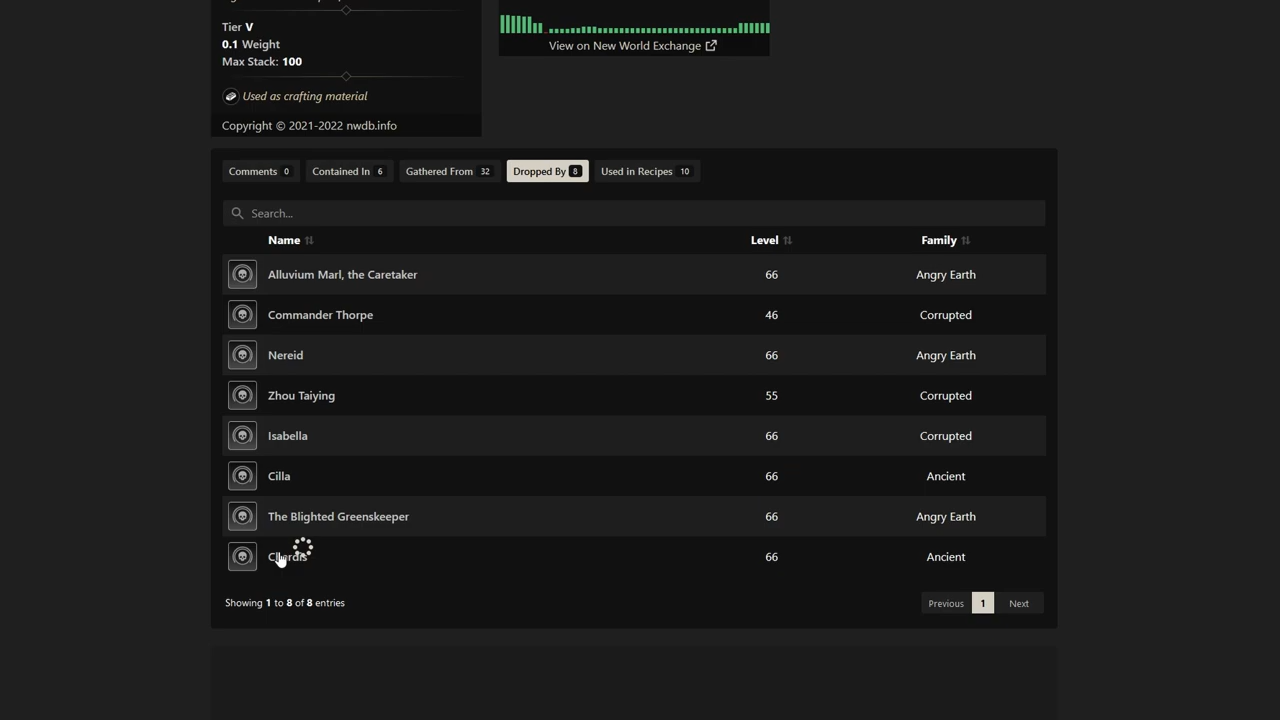 Tier V
0.1 Weight
Max Stack: 100
Used as crafting material
Copyright © 2021-2022 nwdb.info
View on New World Exchange
Comments 0 Contained In 6 Gathered From 32 Dropped By 8 Used in Recipes 10
Search...
Name Level Family
Alluvium Marl, the Caretaker 66 Angry Earth
Commander Thorpe 46 Corrupted
Nereid 66 Angry Earth
Zhou Taiying 55 Corrupted
Isabella 66 Corrupted
Cilla 66 Ancient
The Blighted Greenskeeper 66 Angry Earth
66 Ancient
Showing 1 to 8 of 8 entries Previous 1 Next